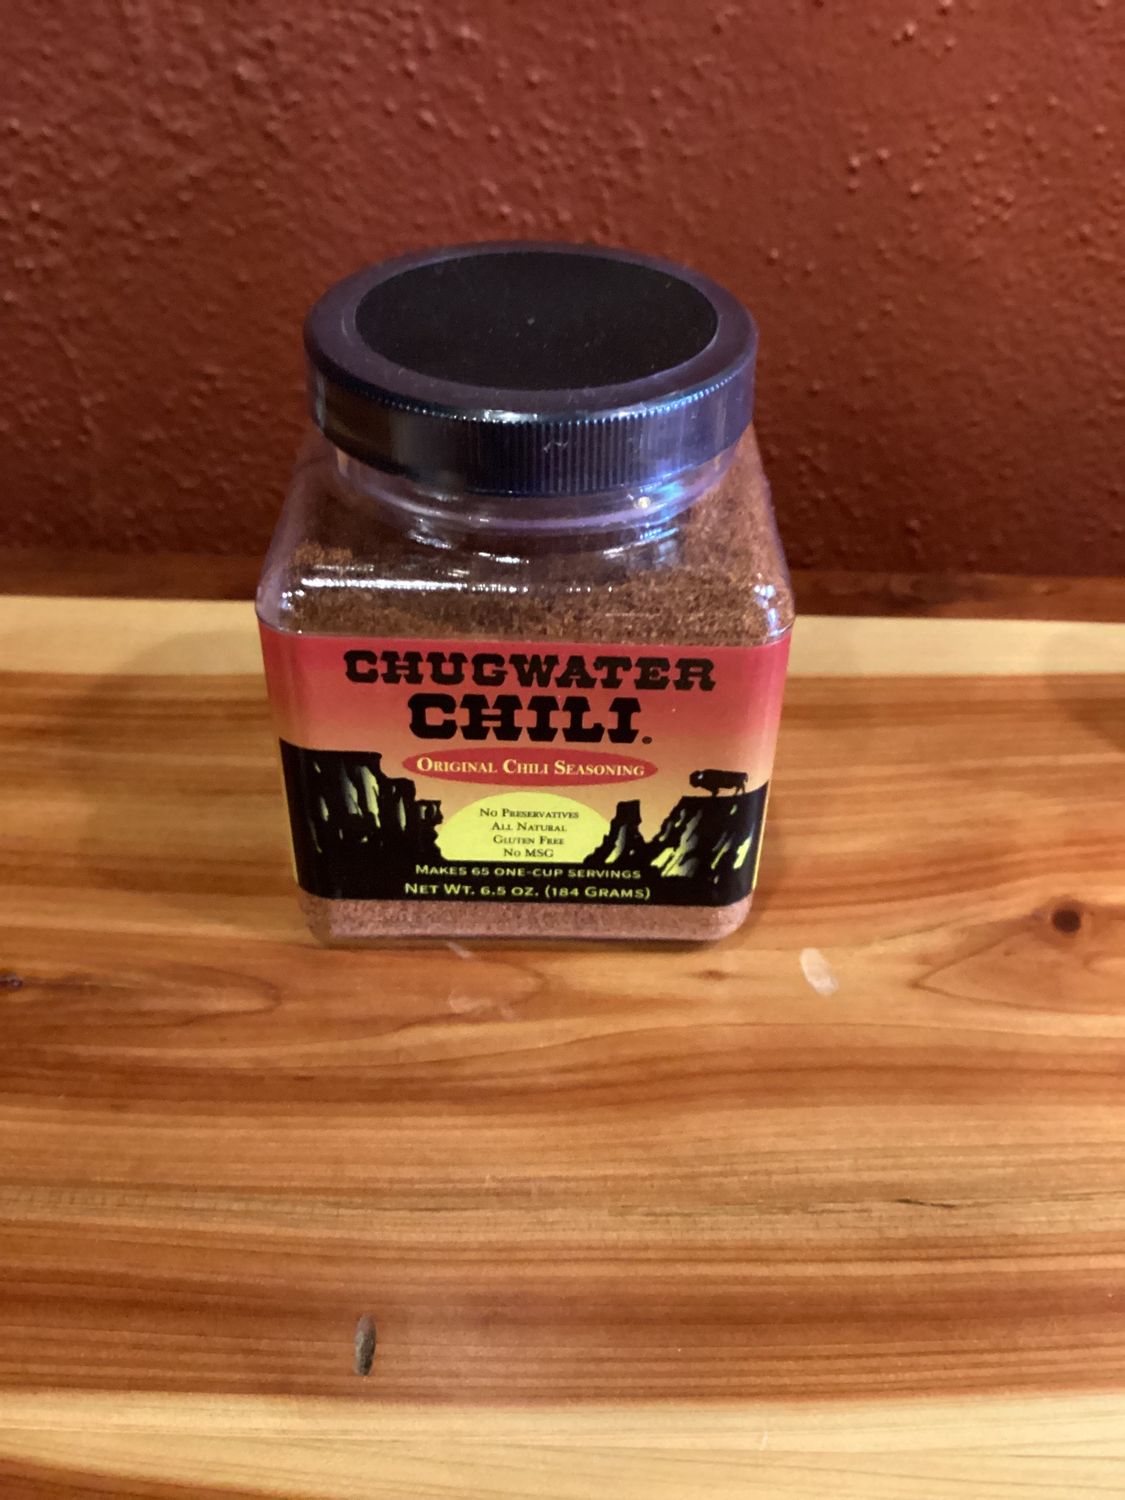 CHUGWATER
CHILI®
ORIGINAL CHILI SEASONING
NO PRESERVATIVES
ALL NATURAL
GLUTEN FREE
NO MSG
MAKES 65 ONE-CUP SERVINGS
NET WT. 6.5 OZ. (184 GRAMS)